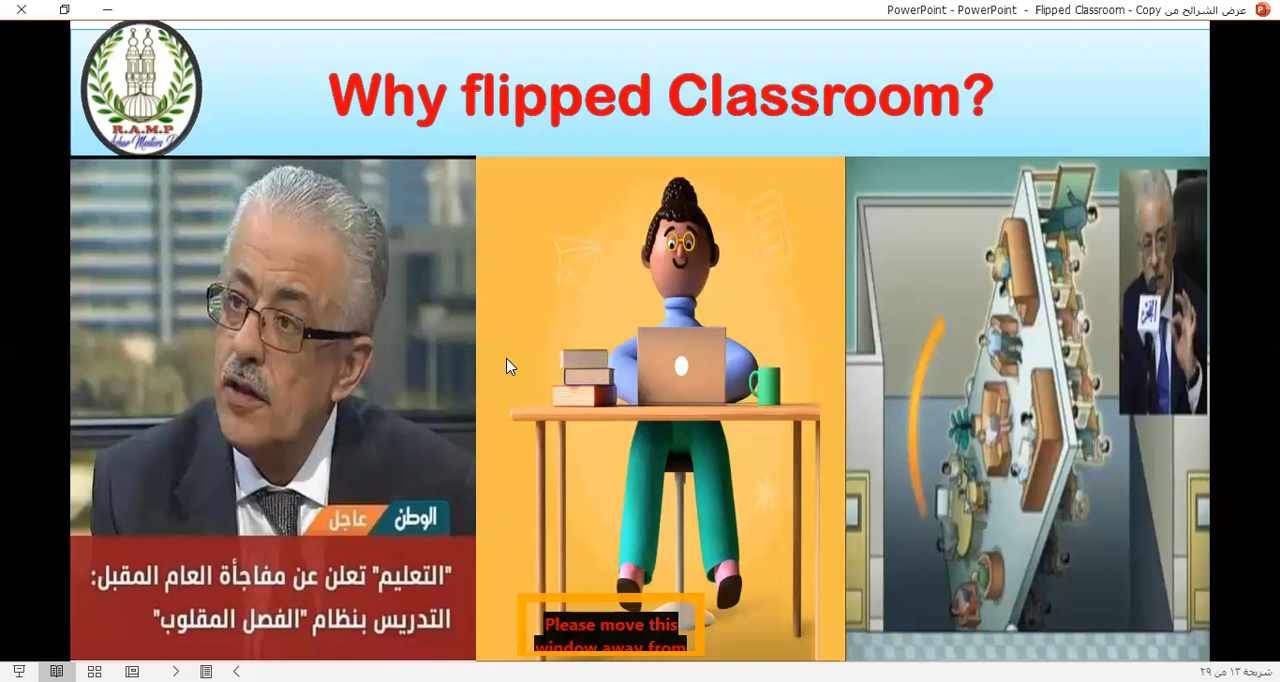 عرض الشرائح من PowerPoint - PowerPoint - Flipped Classroom - Copy
Why flipped Classroom?
R.A.M.P
عاجل
الوطن
"التعليم" تعلن عن مفاجأة العام المقبل:
التدريس بنظام "الفصل المقلوب"
Please move this
window away from
شريحة ١٣ من ٢٩